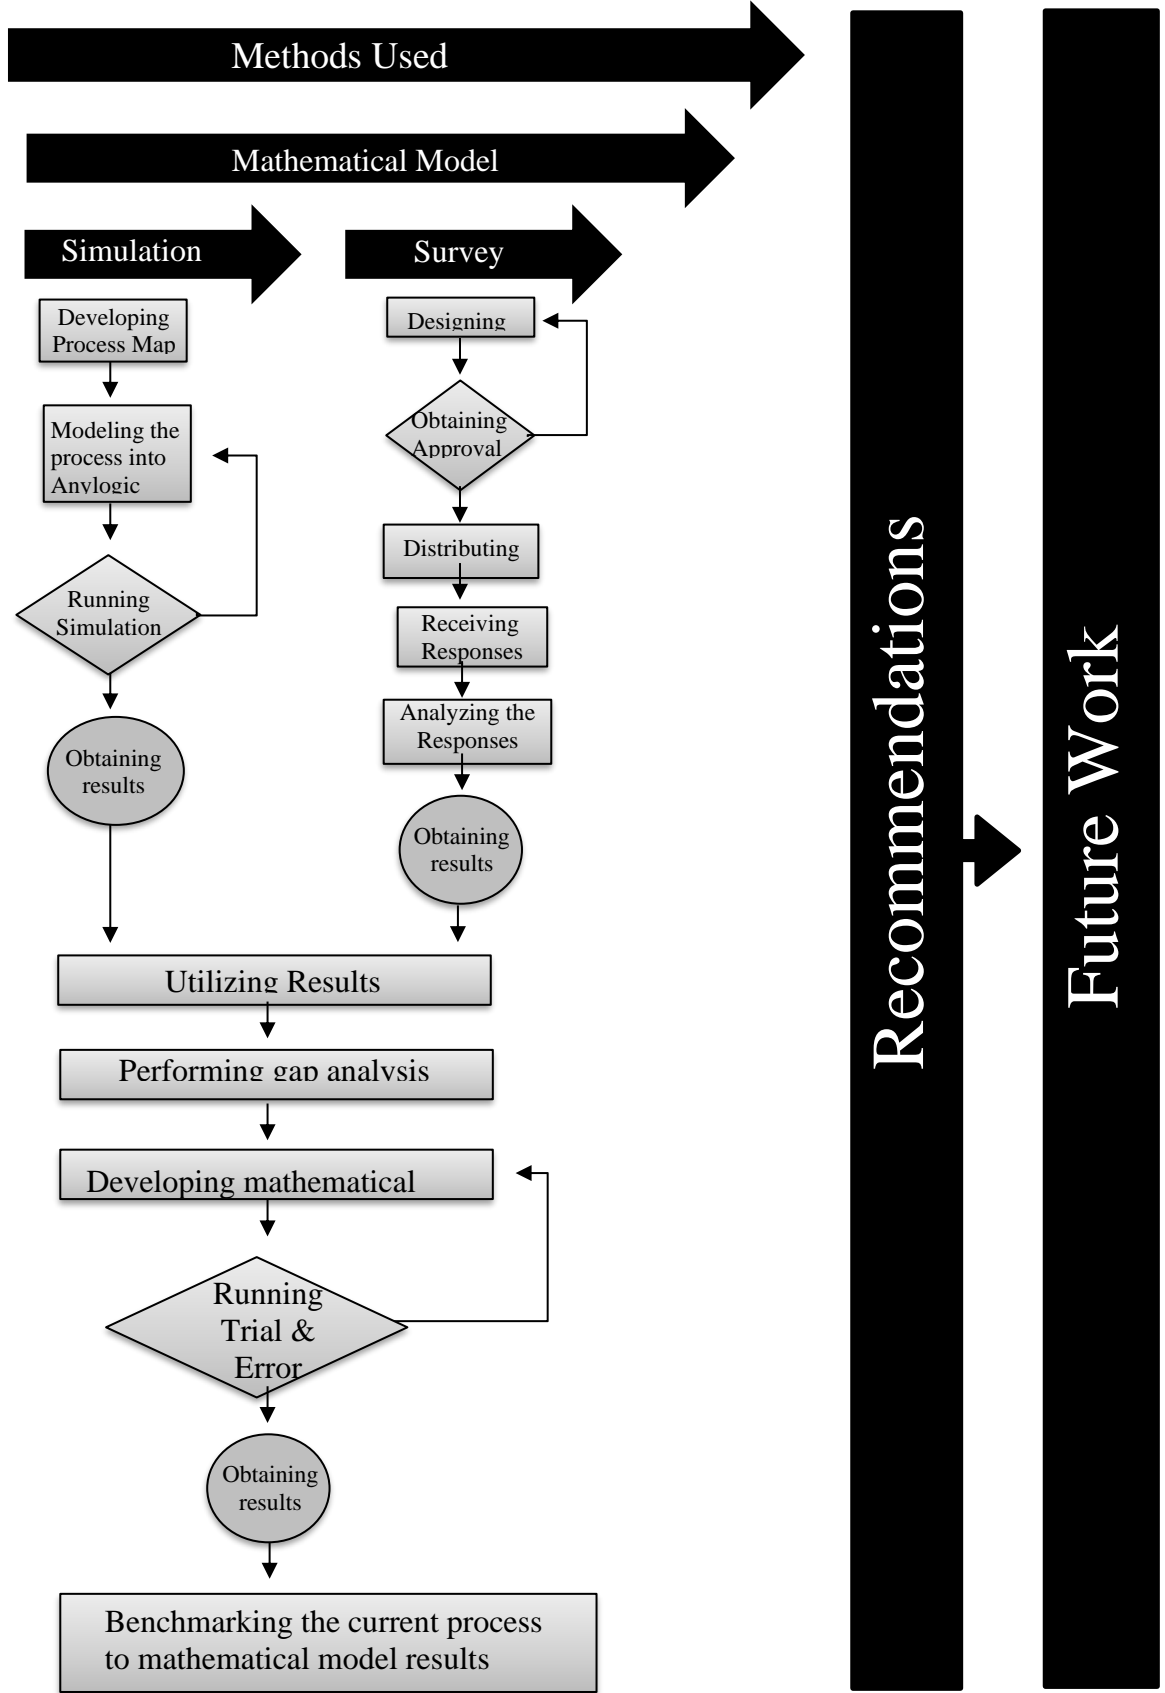 Methods Used
Mathematical Model
Simulation
Survey
Developing
Process Map
Modeling the
process into
Anylogic
Running
Simulation
Obtaining
results
Designing
Obtaining
Approval
Distributing
Receiving
Responses
Analyzing the
Responses
Obtaining
results
Utilizing Results
Performing gap analysis
Developing mathematical
Running
Trial &
Error
Obtaining
results
Benchmarking the current process
to mathematical model results
Recommendations
Future Work